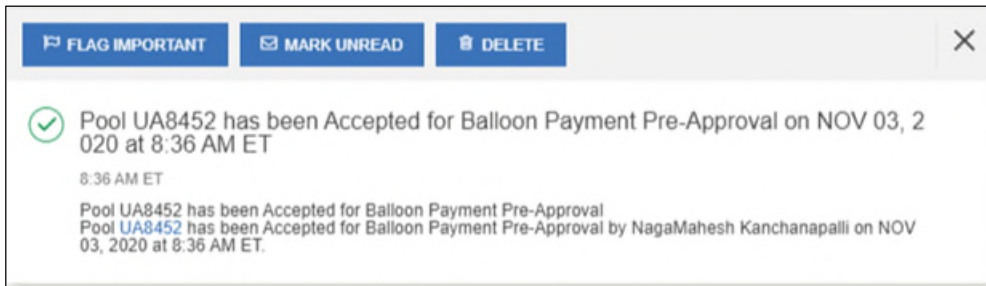 FLAG IMPORTANT MARK UNREAD DELETE
Pool UA8452 has been Accepted for Balloon Payment Pre-Approval on NOV 03, 2
020 at 8:36 AM ET
8:36 AM ET
Pool UA8452 has been Accepted for Balloon Payment Pre-Approval
Pool UA8452 has been Accepted for Balloon Payment Pre-Approval by NagaMahesh Kanchanapalli on NOV
03, 2020 at 8:36 AM ET.